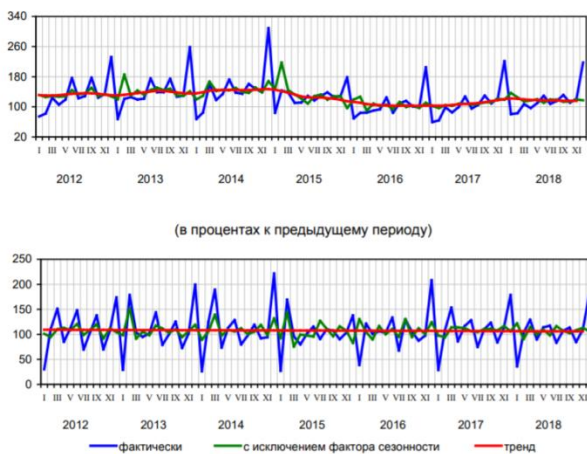 340
260
180
100
20
I III V VII IX XI I III V VII IX XI I III V VII IX XI I III V VII IX XI I III V VII IX XI I III V VII IX XI I III V VII IX XI
2012 2013 2014 2015 2016 2017 2018
(в процентах к предыдущему периоду)
250
200
150
100
50
0
I III V VII IX XI I III V VII IX XI I III V VII IX XI I III V VII IX XI I III V VII IX XI I III V VII IX XI I III V VII IX XI
2012 2013 2014 2015 2016 2017 2018
фактически с исключением фактора сезонности тренд